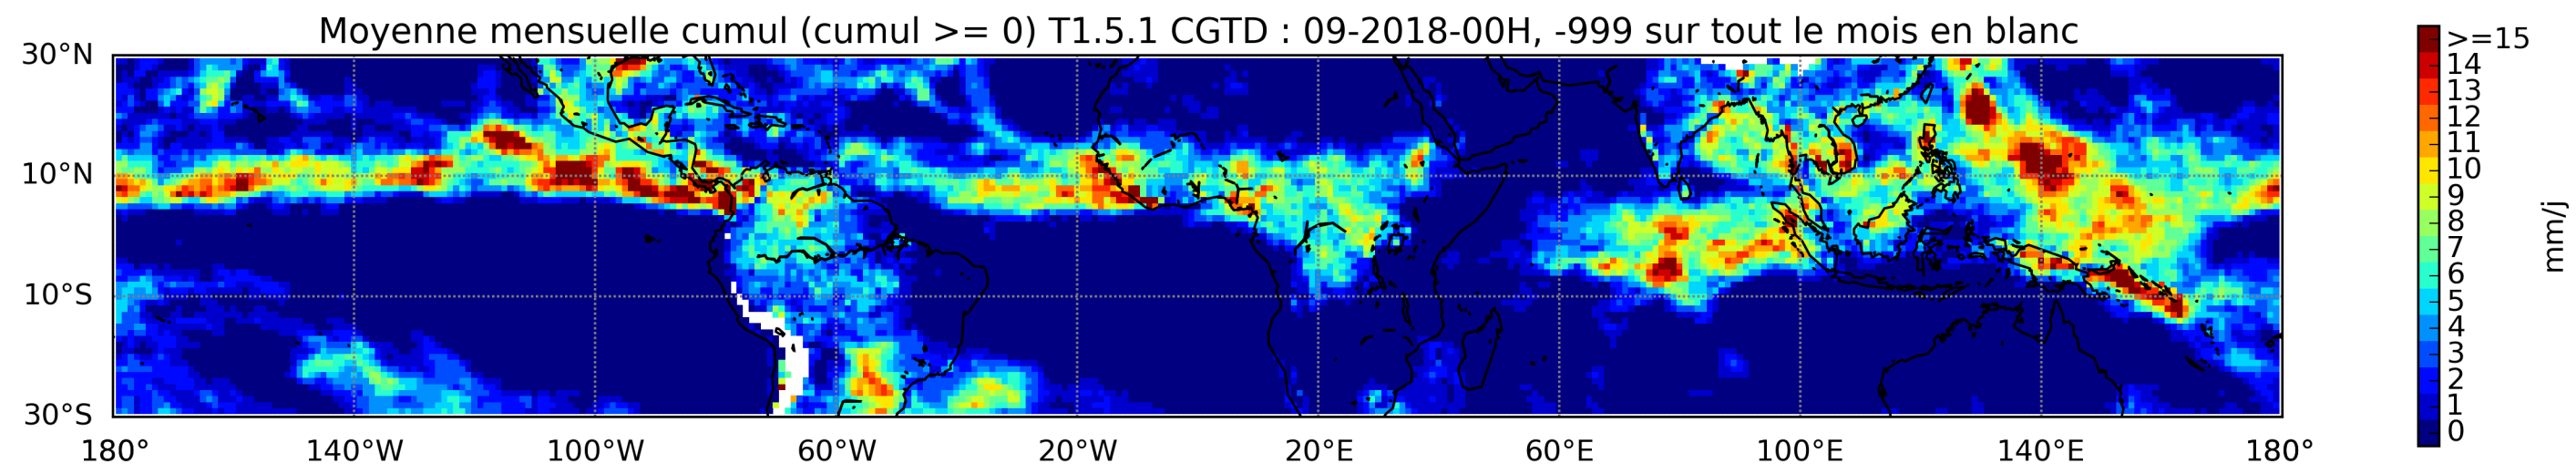 Moyenne mensuelle cumul (cumul >= 0) T1.5.1 CGTD : 09-2018-00H, -999 sur tout le mois en blanc
30°N
10°N
10°S
30°S
180° 140°W 100°W 60°W 20°W 20°E 60°E 100°E 140°E 180°
>=15
14
13
12
11
10
9
8
7
6
5
4
3
2
1
0
mm/j